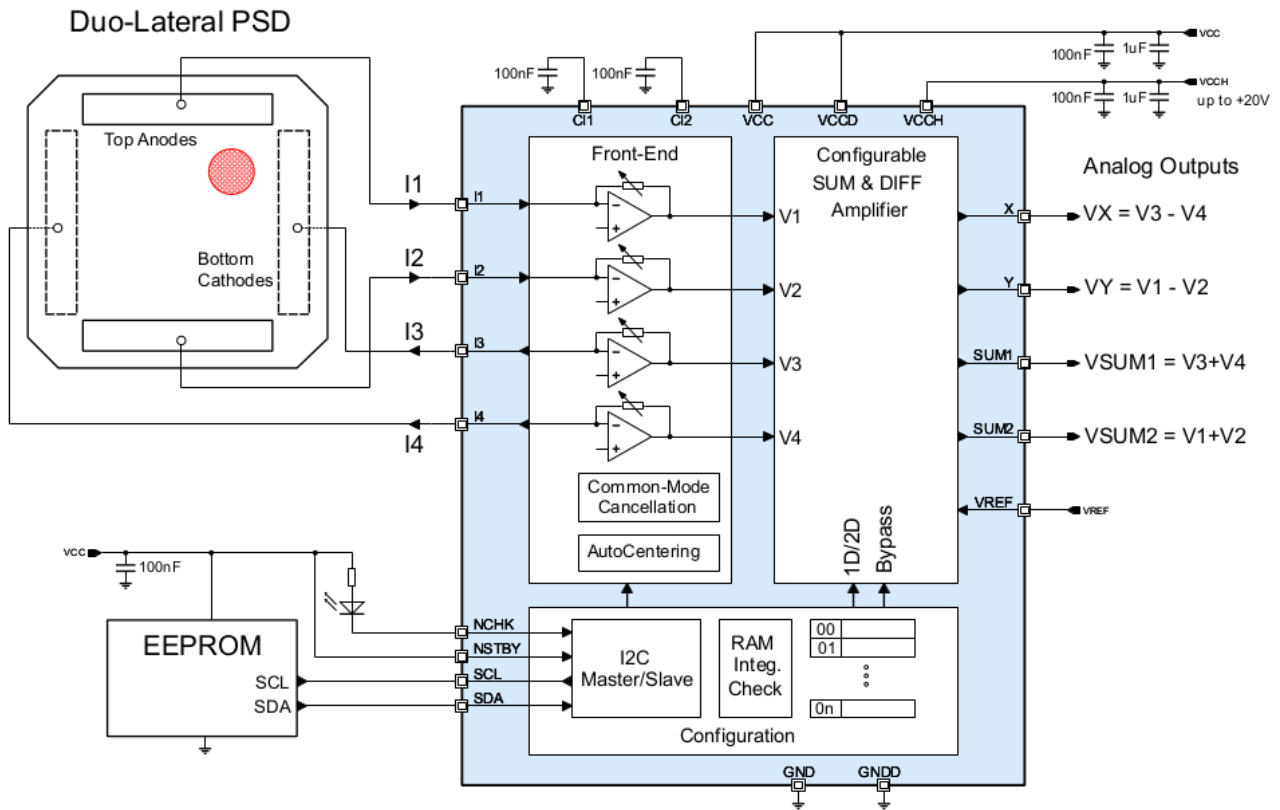 Duo-Lateral PSD
Top Anodes
Bottom
Cathodes
I1
I2
I3
I4
100nF
100nF
CI1
CI2
VCC
VCCD
VCCH
100nF
1uF
VCC
100nF
1uF
VCCH
up to +20V
I1
I2
I3
I4
Front-End
V1
V2
V3
V4
Common-Mode
Cancellation
AutoCentering
Configurable
SUM & DIFF
Amplifier
1D/2D
Bypass
X
Y
SUM1
SUM2
VREF
VREF
Analog Outputs
VX = V3 - V4
VY = V1 - V2
VSUM1 = V3+V4
VSUM2 = V1+V2
VCC
100nF
EEPROM
SCL
SDA
NCHK
NSTBY
SCL
SDA
I2C
Master/Slave
RAM
Integ.
Check
00
01
0n
Configuration
GND
GNDD